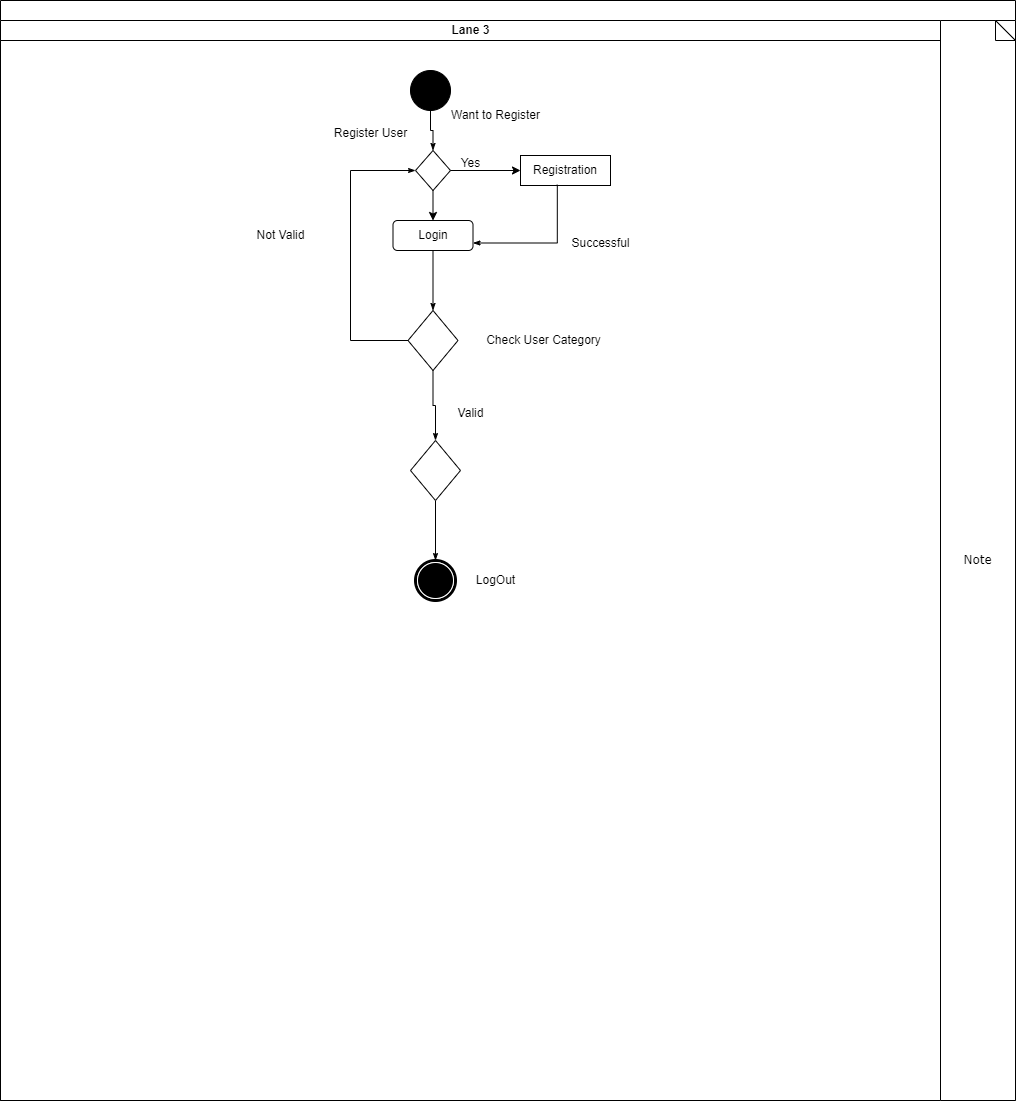 Lane 3
Want to Register
Register User
Yes
Registration
Not Valid
Login
Successful
Check User Category
Valid
Note
LogOut